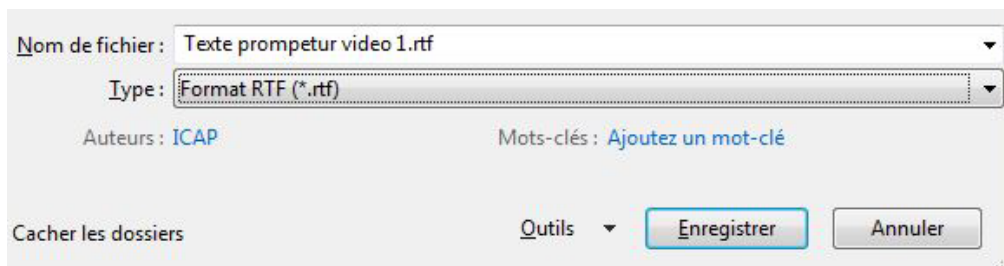 Nom de fichier : Texte prompetur video 1.rtf
Type : Format RTF (*.rtf)
Auteurs : ICAP Mots-clés : Ajoutez un mot-clé
Cacher les dossiers Outils Enregistrer Annuler